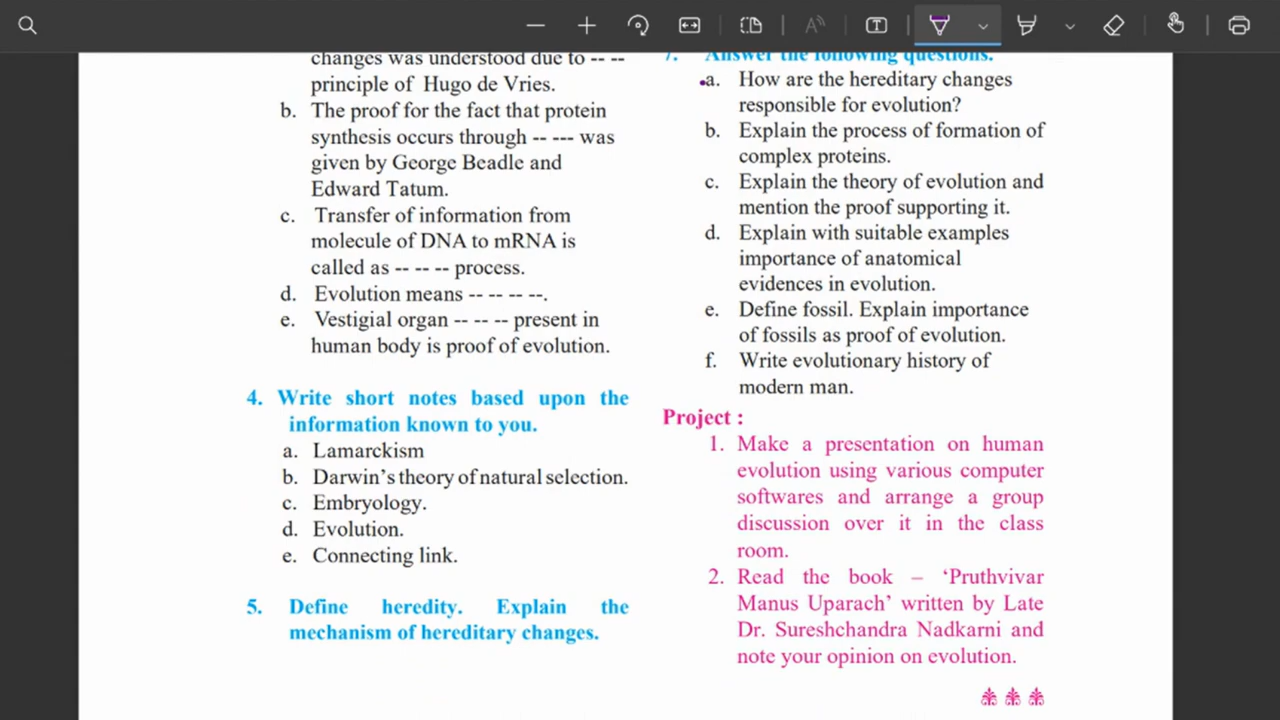 changes was understood due to -- --
principle of Hugo de Vries.
b. The proof for the fact that protein
synthesis occurs through -- --- was
given by George Beadle and
Edward Tatum.
c. Transfer of information from
molecule of DNA to mRNA is
called as -- -- -- process.
d. Evolution means -- -- -- --.
e. Vestigial organ -- -- -- present in
human body is proof of evolution.
4. Write short notes based upon the
information known to you.
a. Lamarckism
b. Darwin's theory of natural selection.
c. Embryology.
d. Evolution.
e. Connecting link.
5. Define heredity. Explain the
mechanism of hereditary changes.
7. Answer the following questions.
a. How are the hereditary changes
responsible for evolution?
b. Explain the process of formation of
complex proteins.
c. Explain the theory of evolution and
mention the proof supporting it.
d. Explain with suitable examples
importance of anatomical
evidences in evolution.
e. Define fossil. Explain importance
of fossils as proof of evolution.
f. Write evolutionary history of
modern man.
Project :
1. Make a presentation on human
evolution using various computer
softwares and arrange a group
discussion over it in the class
room.
2. Read the book – ‘Pruthvivar
Manus Uparach’ written by Late
Dr. Sureshchandra Nadkarni and
note your opinion on evolution.